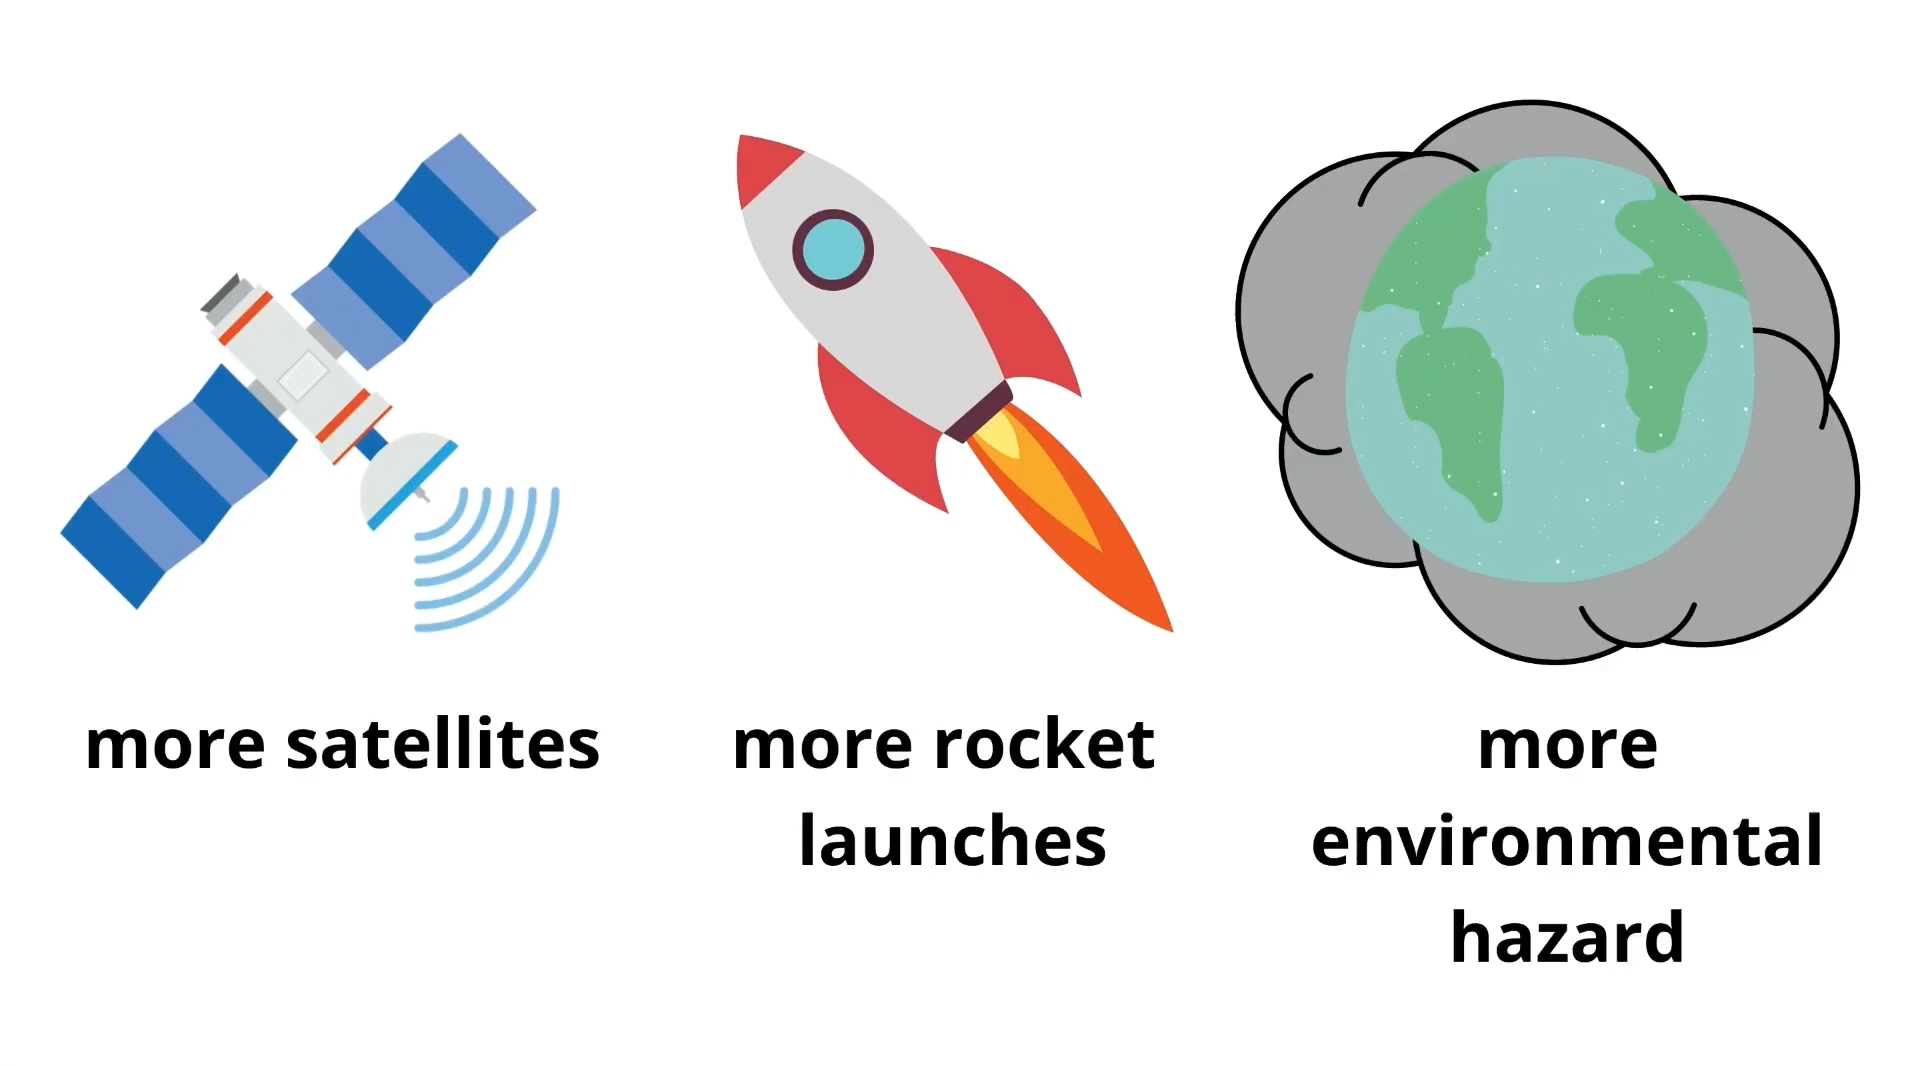 more satellites
more rocket
launches
more
environmental
hazard